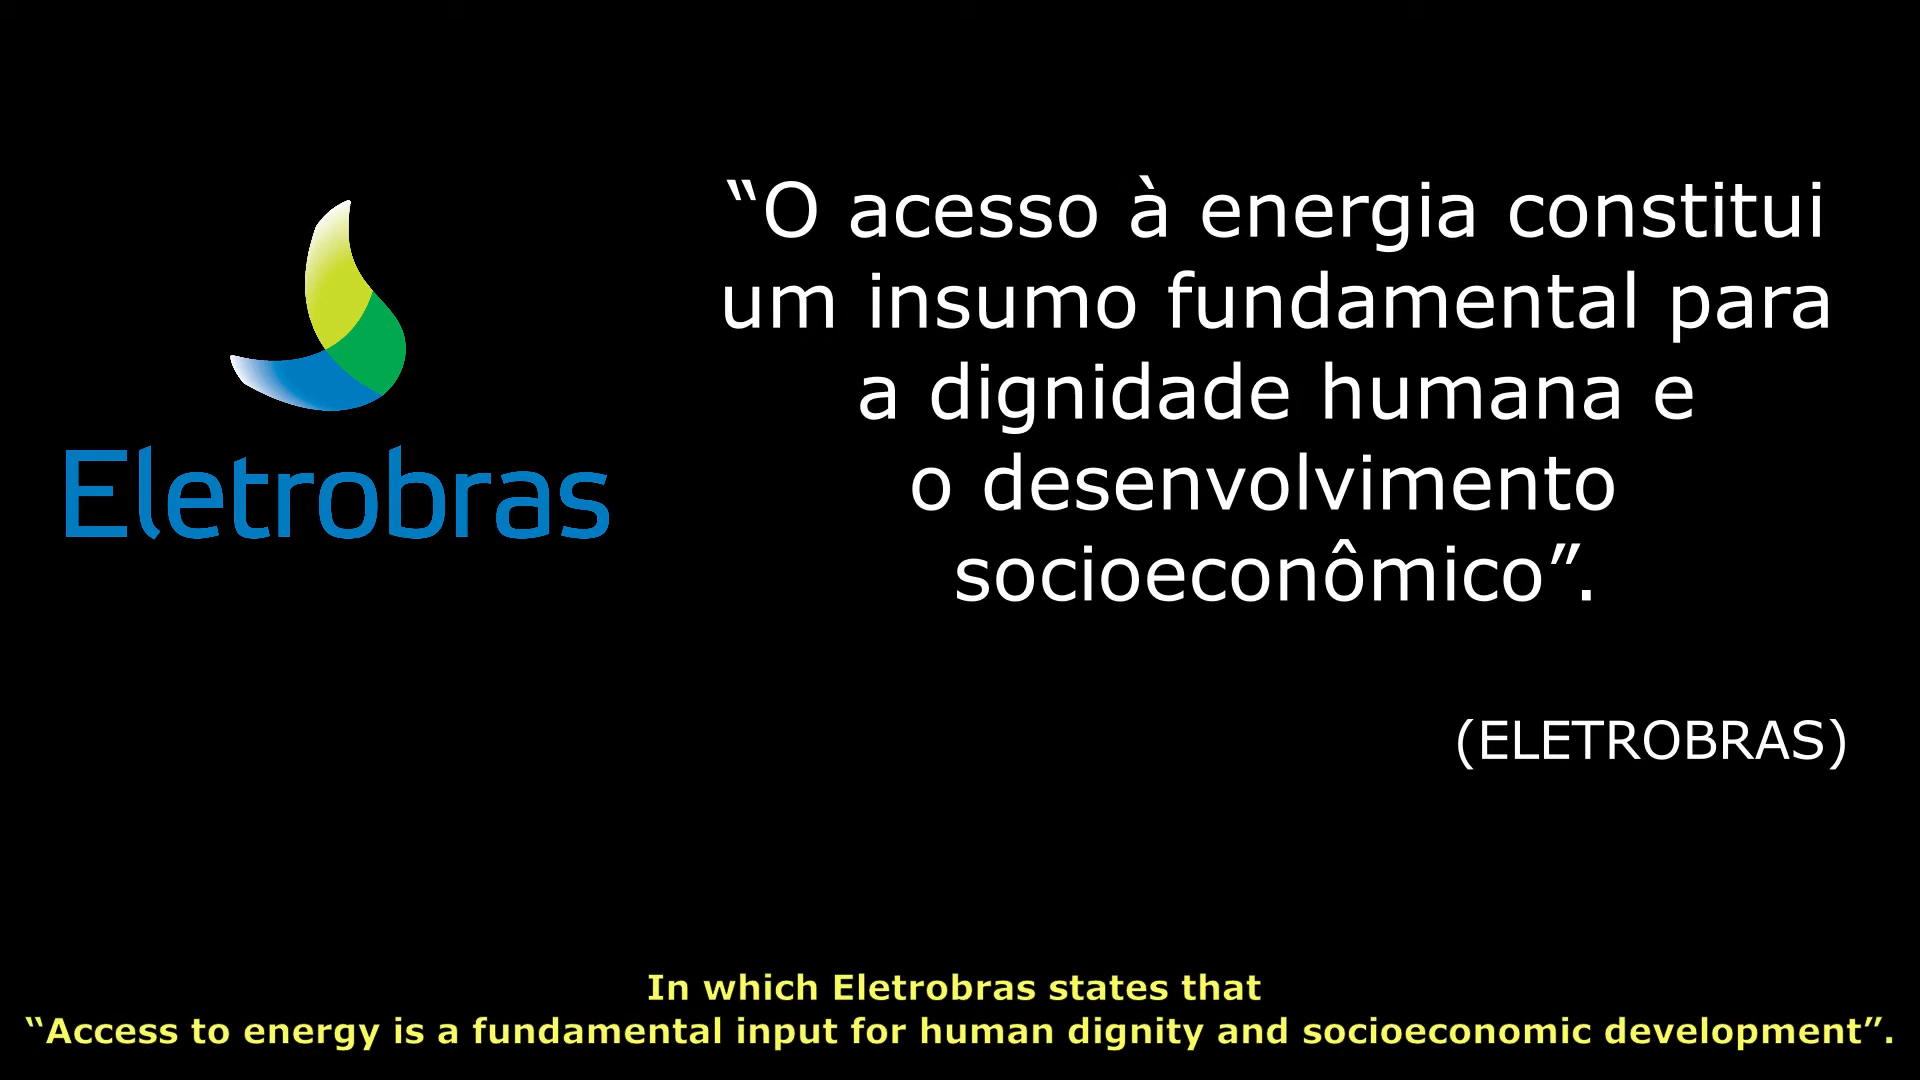 Eletrobras
“O acesso à energia constitui
um insumo fundamental para
a dignidade humana e
o desenvolvimento
socioeconômico”.
(ELETROBRAS)
In which Eletrobras states that
“Access to energy is a fundamental input for human dignity and socioeconomic development”.